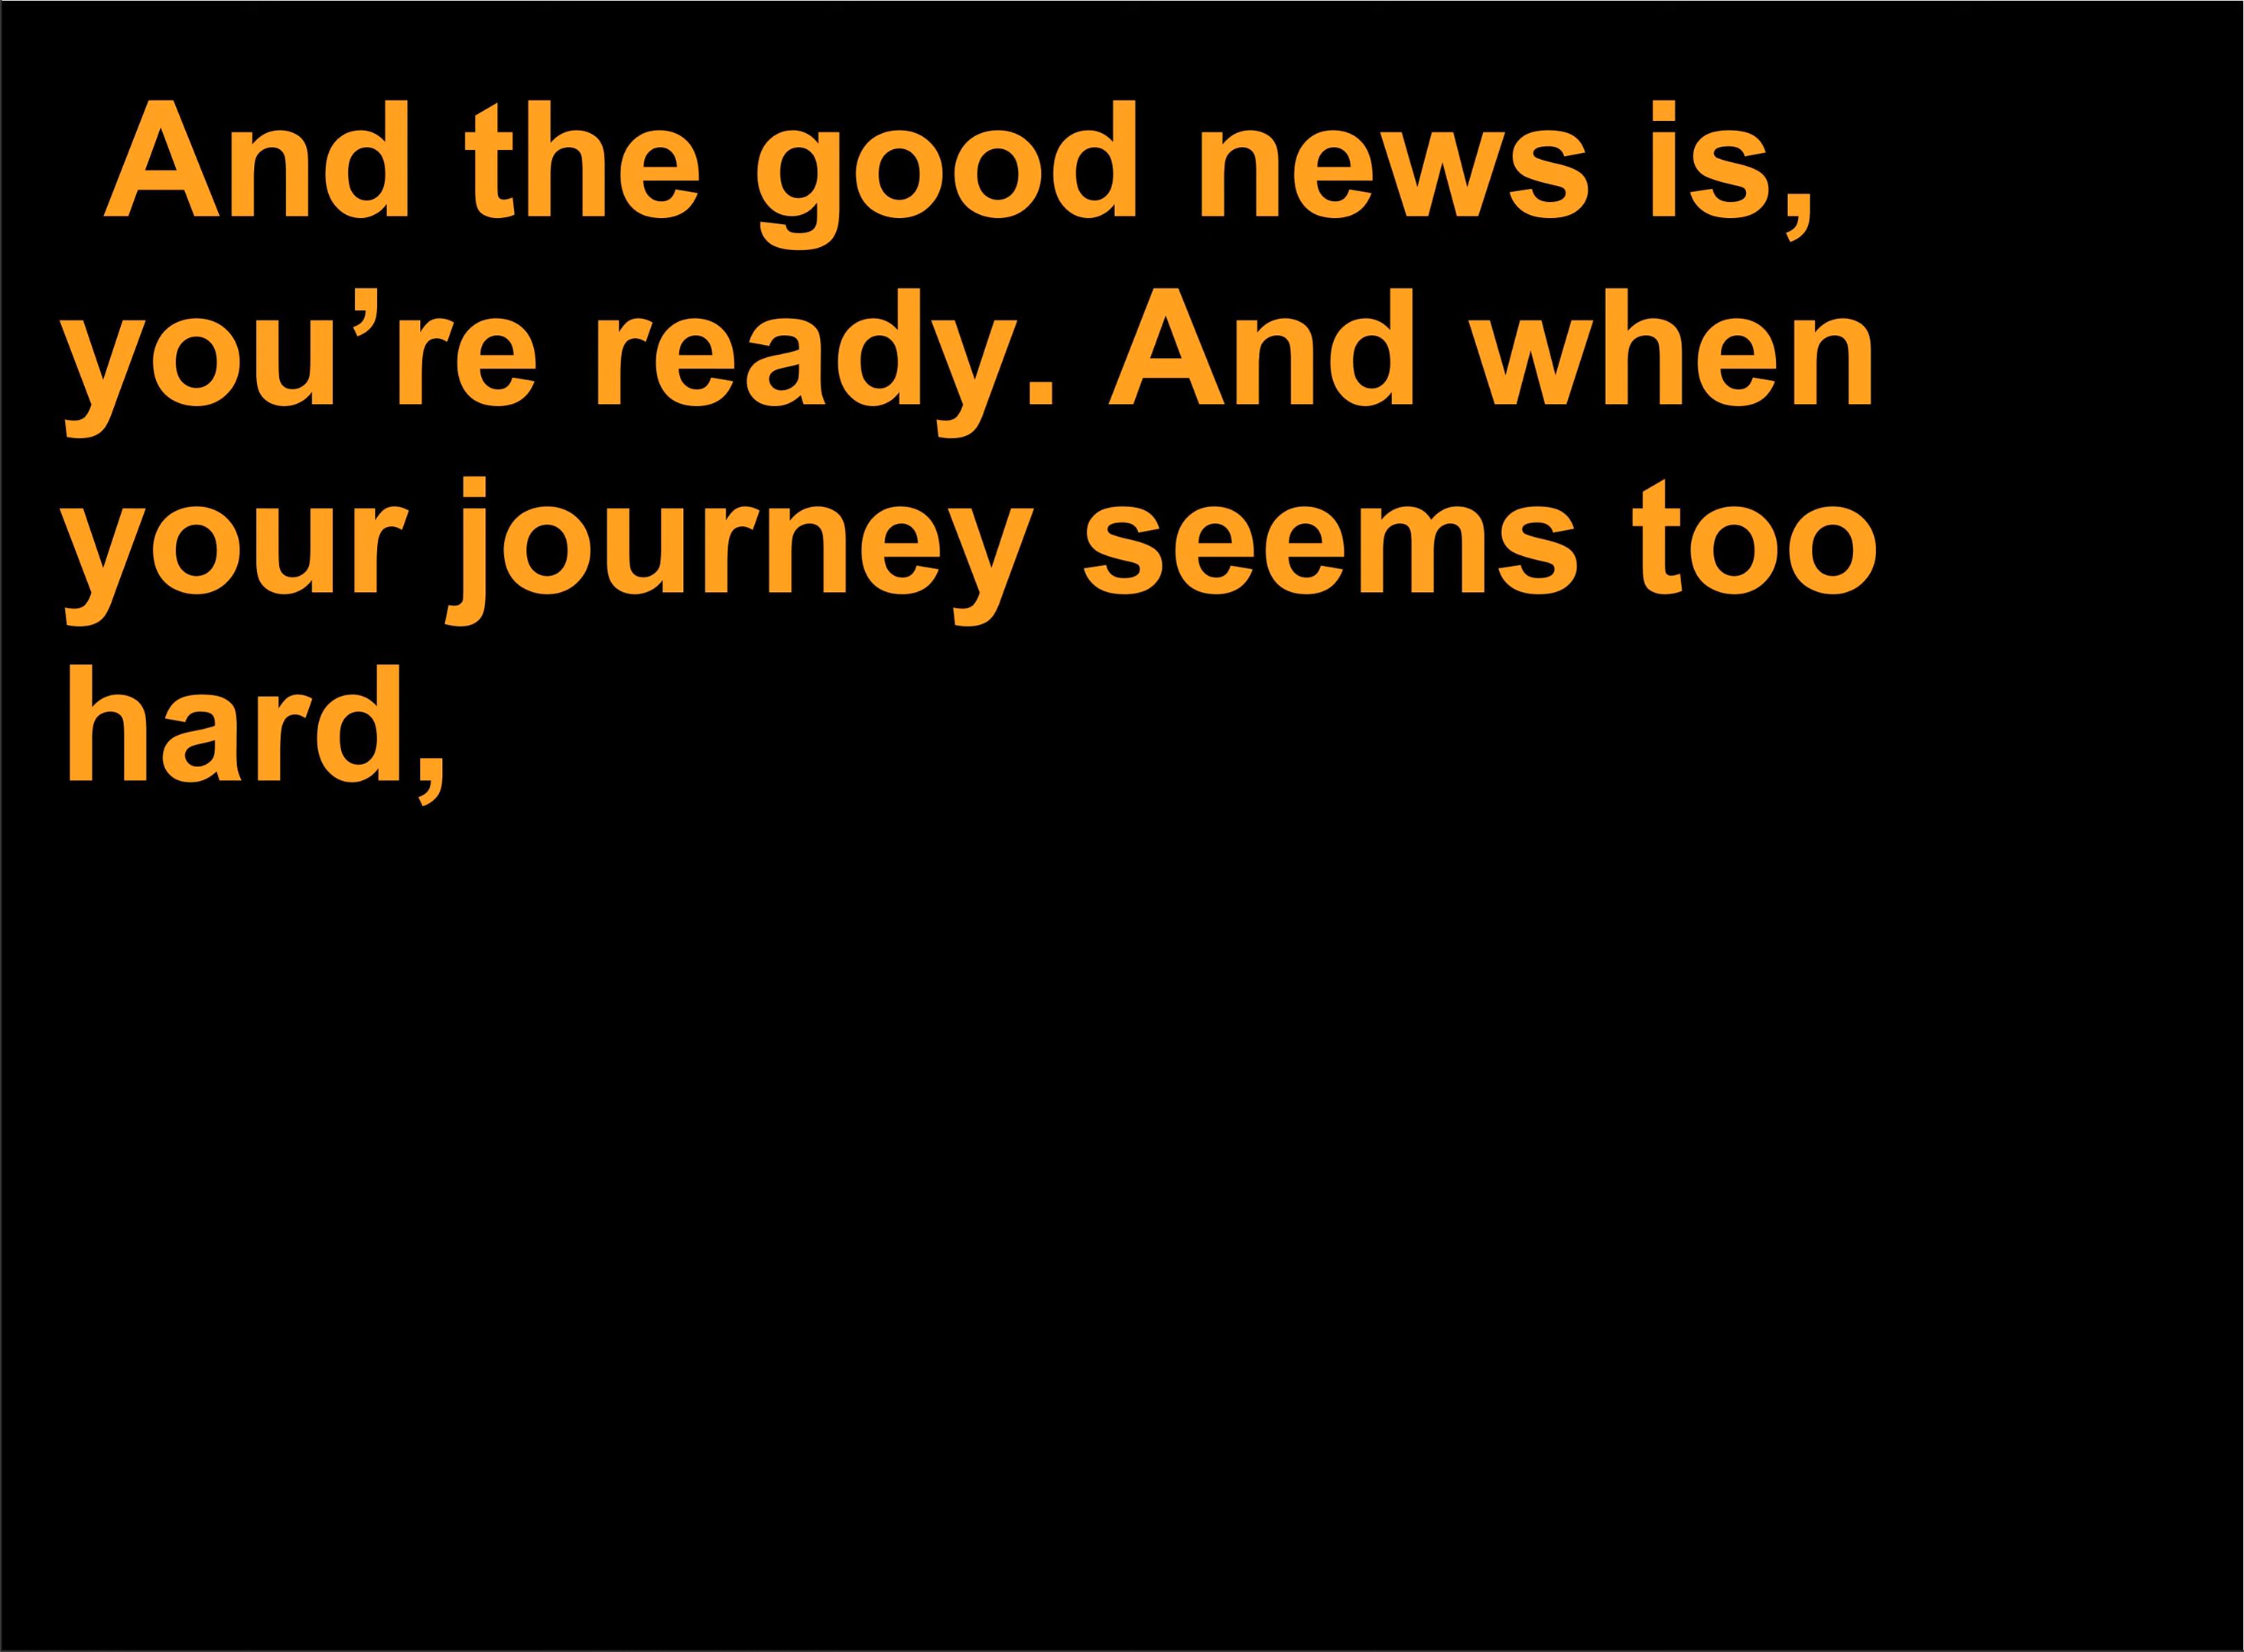 And the good news is,
you’re ready. And when
your journey seems too
hard,